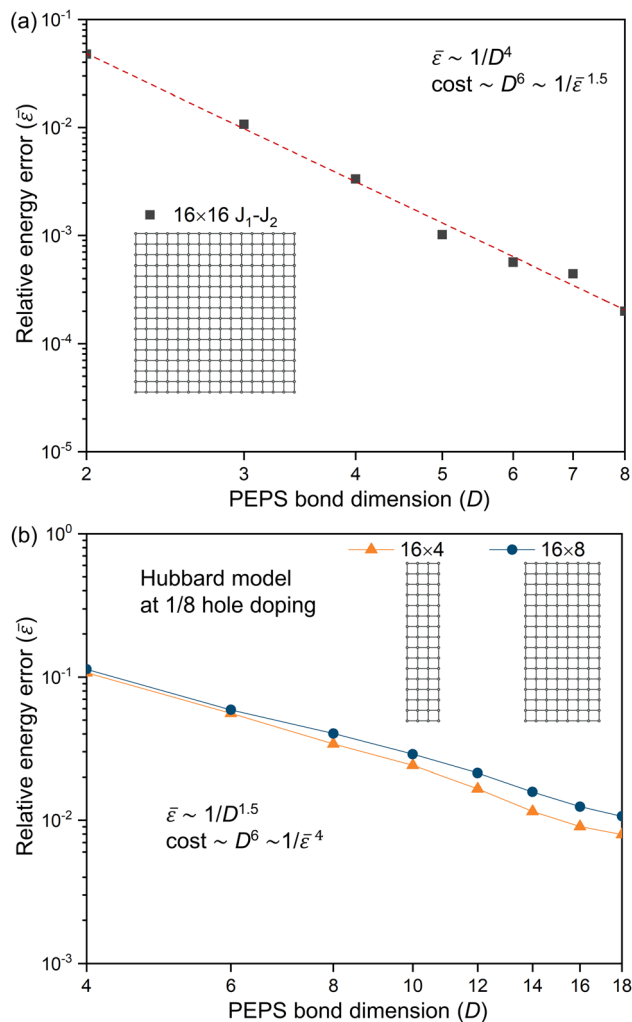 (a)
10⁻¹
10⁻²
10⁻³
10⁻⁴
10⁻⁵
Relative energy error (ε̄)
ε̄ ~ 1/D⁴
cost ~ D⁶ ~ 1/ε̄ ¹·⁵
16×16 J₁-J₂
2 3 4 5 6 7 8
PEPS bond dimension (D)
(b)
10⁰
10⁻¹
10⁻²
10⁻³
Relative energy error (ε̄)
16×4 16×8
Hubbard model
at 1/8 hole doping
ε̄ ~ 1/D¹·⁵
cost ~ D⁶ ~1/ε̄ ⁴
4 6 8 10 12 14 16 18
PEPS bond dimension (D)